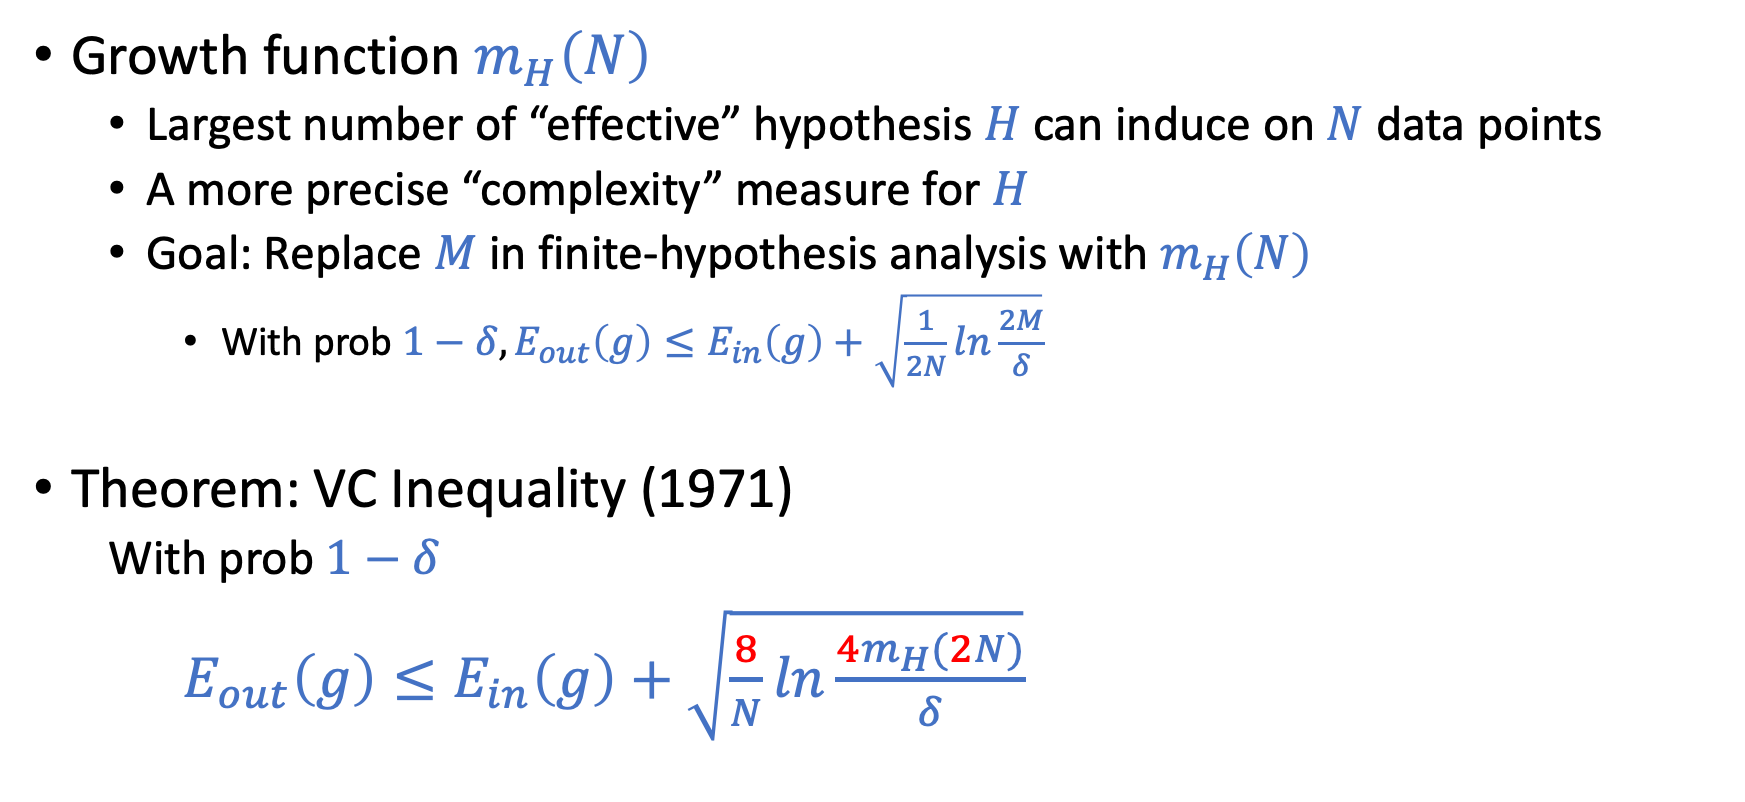 • Growth function m_H(N)
• Largest number of “effective” hypothesis H can induce on N data points
• A more precise “complexity” measure for H
• Goal: Replace M in finite-hypothesis analysis with m_H(N)
• With prob 1 − δ, E_out(g) ≤ E_in(g) + √(1/2N ln 2M/δ)
• Theorem: VC Inequality (1971)
With prob 1 − δ
E_out(g) ≤ E_in(g) + √(8/N ln 4m_H(2N)/δ)